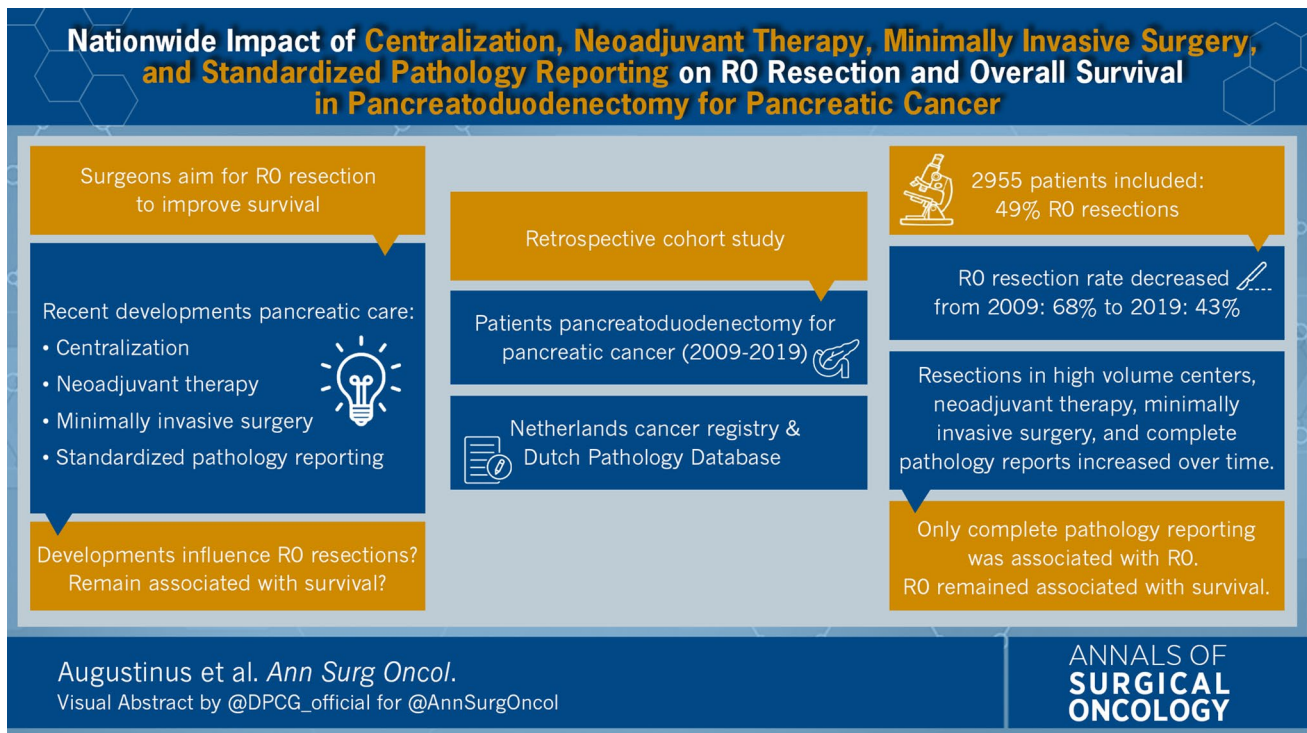 Nationwide Impact of Centralization, Neoadjuvant Therapy, Minimally Invasive Surgery,
and Standardized Pathology Reporting on R0 Resection and Overall Survival
in Pancreatoduodenectomy for Pancreatic Cancer
Surgeons aim for R0 resection
to improve survival
Recent developments pancreatic care:
• Centralization
• Neoadjuvant therapy
• Minimally invasive surgery
• Standardized pathology reporting
Developments influence R0 resections?
Remain associated with survival?
Retrospective cohort study
Patients pancreatoduodenectomy for
pancreatic cancer (2009-2019)
Netherlands cancer registry &
Dutch Pathology Database
2955 patients included:
49% R0 resections
R0 resection rate decreased
from 2009: 68% to 2019: 43%
Resections in high volume centers,
neoadjuvant therapy, minimally
invasive surgery, and complete
pathology reports increased over time.
Only complete pathology reporting
was associated with R0.
R0 remained associated with survival.
Augustinus et al. Ann Surg Oncol.
Visual Abstract by @DPCG_official for @AnnSurgOncol
ANNALS OF
SURGICAL
ONCOLOGY